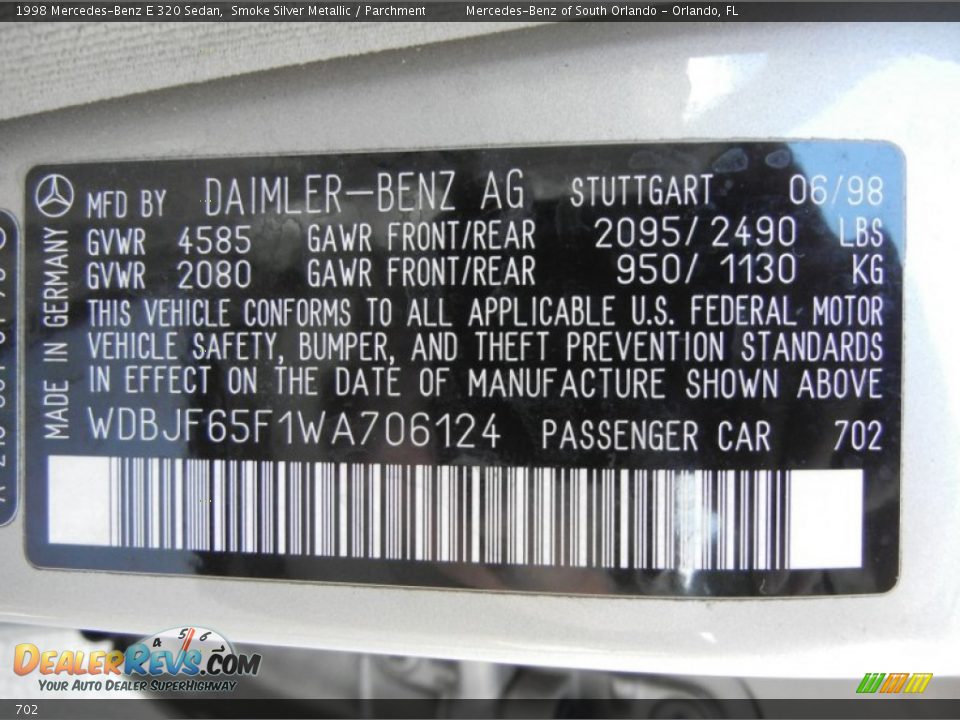 1998 Mercedes-Benz E 320 Sedan, Smoke Silver Metallic / Parchment Mercedes-Benz of South Orlando - Orlando, FL
MFD BY DAIMLER-BENZ AG STUTTGART 06/98
GVWR 4585 GAWR FRONT/REAR 2095/2490 LBS
GVWR 2080 GAWR FRONT/REAR 950/1130 KG
THIS VEHICLE CONFORMS TO ALL APPLICABLE U.S. FEDERAL MOTOR
VEHICLE SAFETY, BUMPER, AND THEFT PREVENTION STANDARDS
IN EFFECT ON THE DATE OF MANUFACTURE SHOWN ABOVE
WDBJF65F1WA706124 PASSENGER CAR 702
MADE IN GERMANY
4 5 6
DEALERREVS.COM
YOUR AUTO DEALER SUPERHIGHWAY
702